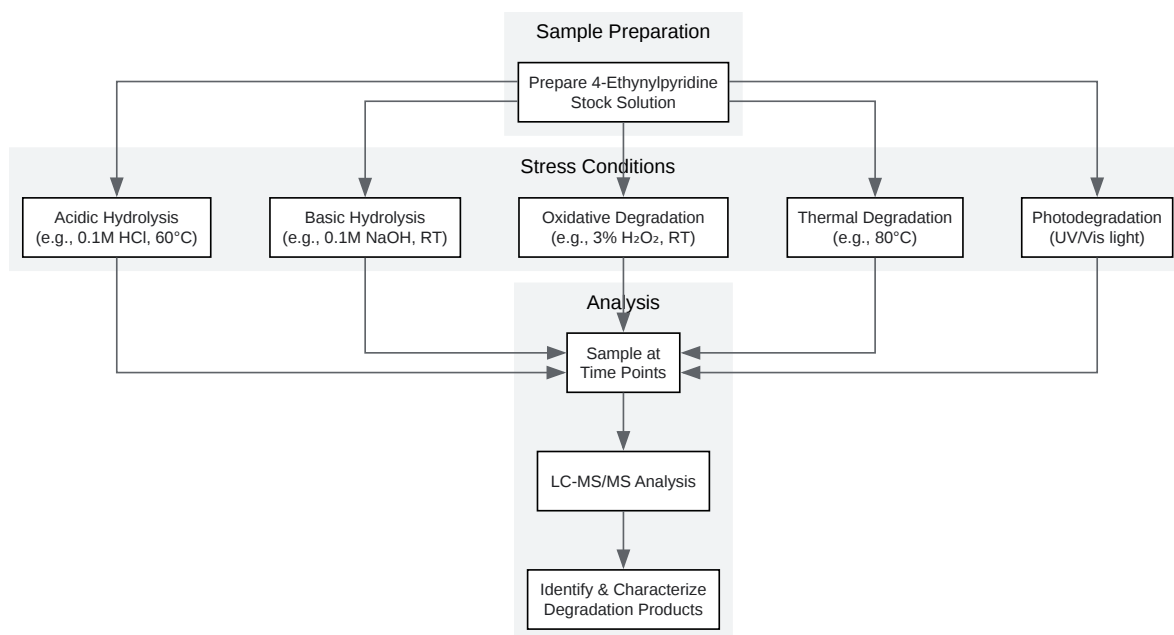 Sample Preparation
Prepare 4-Ethynylpyridine
Stock Solution
Stress Conditions
Acidic Hydrolysis
(e.g., 0.1M HCl, 60°C)
Basic Hydrolysis
(e.g., 0.1M NaOH, RT)
Oxidative Degradation
(e.g., 3% H₂O₂, RT)
Thermal Degradation
(e.g., 80°C)
Photodegradation
(UV/Vis light)
Analysis
Sample at
Time Points
LC-MS/MS Analysis
Identify & Characterize
Degradation Products